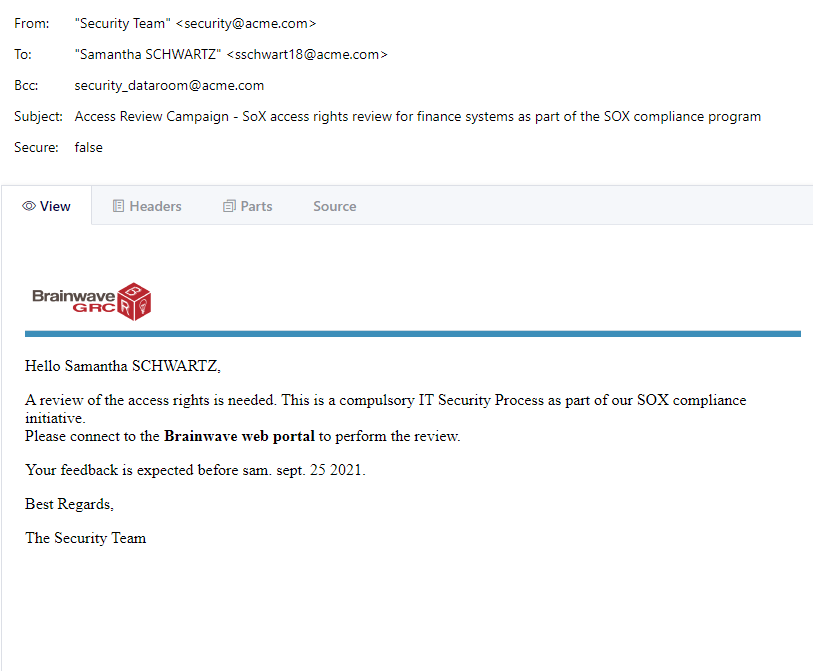 From: "Security Team" <security@acme.com>
To: "Samantha SCHWARTZ" <sschwart18@acme.com>
Bcc: security_dataroom@acme.com
Subject: Access Review Campaign - SoX access rights review for finance systems as part of the SOX compliance program
Secure: false
View Headers Parts Source
Brainwave
GRC
B R
Hello Samantha SCHWARTZ,
A review of the access rights is needed. This is a compulsory IT Security Process as part of our SOX compliance
initiative.
Please connect to the Brainwave web portal to perform the review.
Your feedback is expected before sam. sept. 25 2021.
Best Regards,
The Security Team